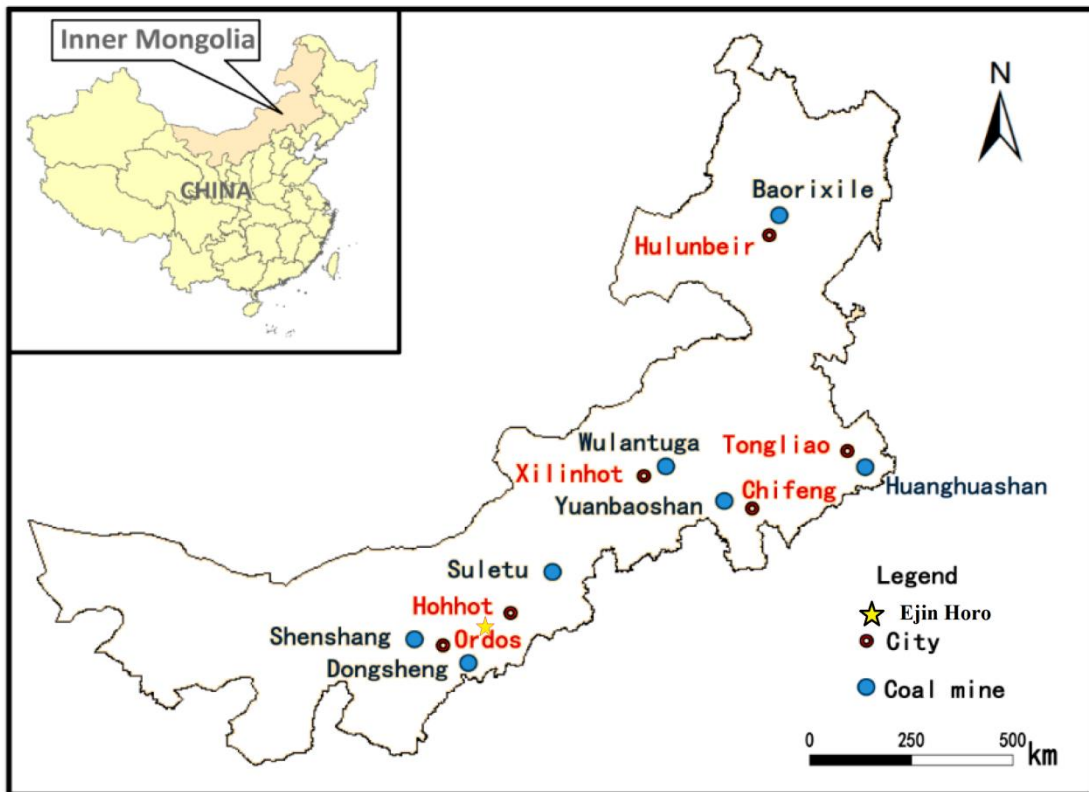 Inner Mongolia
CHINA
N
Baorixile
Hulunbeir
Wulantuga
Tongliao
Xilinhot
Chifeng
Huanghuashan
Yuanbaoshan
Suletu
Hohhot
Shenshang
Ordos
Dongsheng
Legend
Ejin Horo
City
Coal mine
0 250 500
km